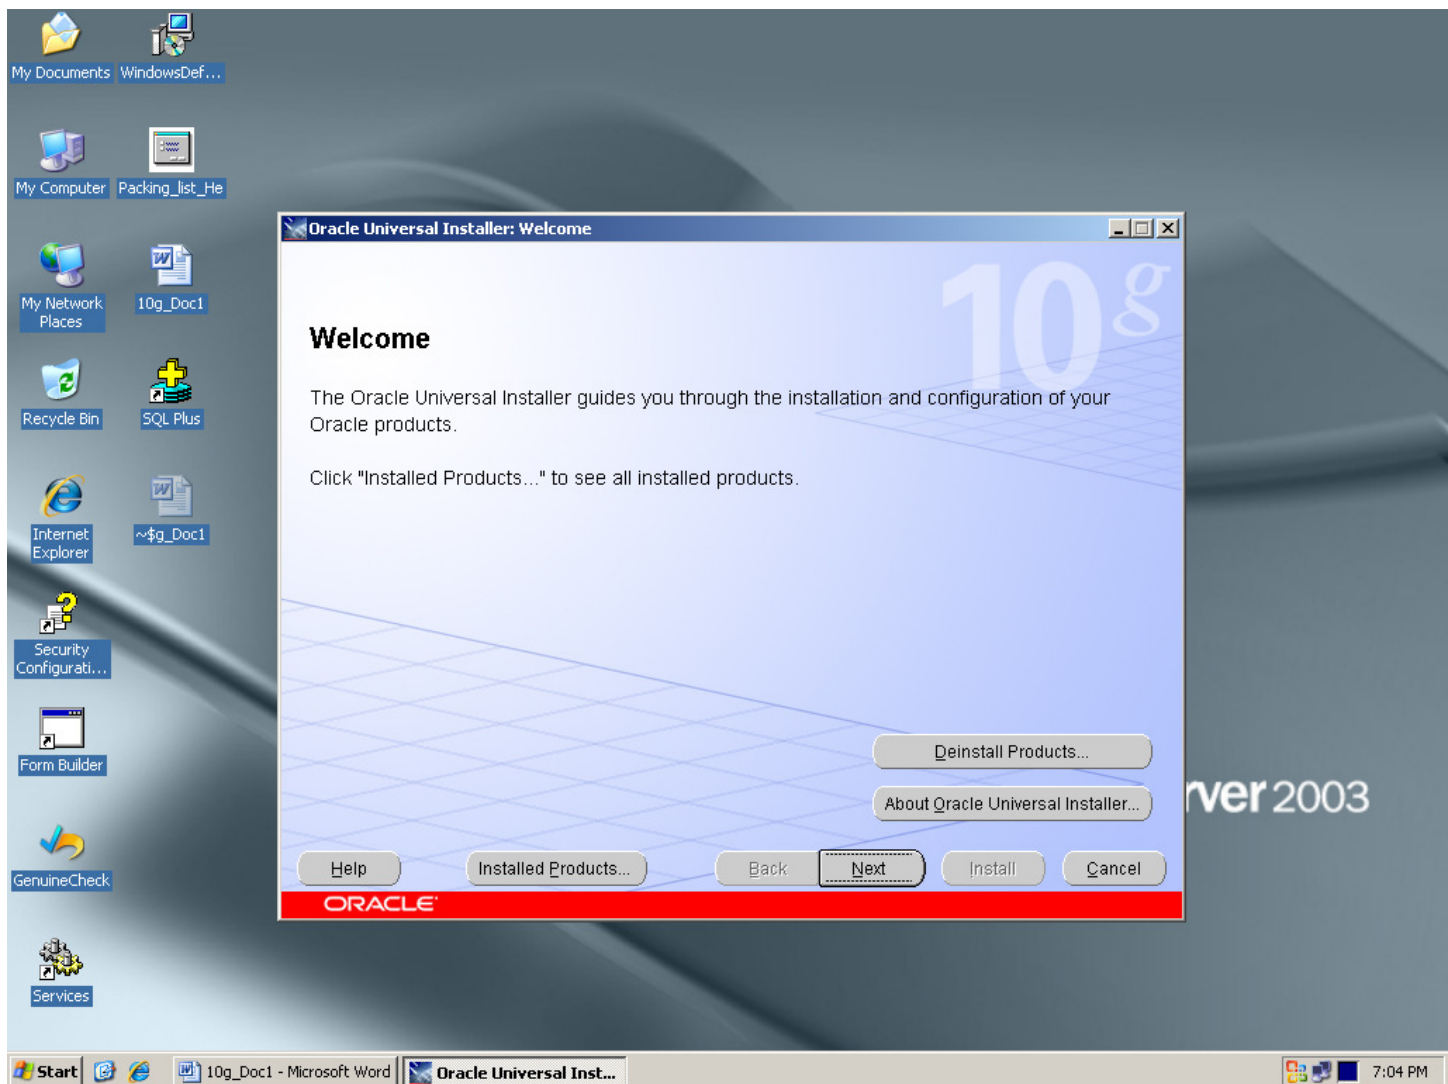 My Documents
WindowsDef...
My Computer
Packing_list_He
My Network
Places
10g_Doc1
Recycle Bin
SQL Plus
Internet
Explorer
~$g_Doc1
Security
Configurati...
Form Builder
GenuineCheck
Services
Oracle Universal Installer: Welcome
10g
Welcome
The Oracle Universal Installer guides you through the installation and configuration of your
Oracle products.
Click "Installed Products..." to see all installed products.
Deinstall Products...
About Oracle Universal Installer...
Help
Installed Products...
Back
Next
Install
Cancel
ORACLE
rver 2003
Start
10g_Doc1 - Microsoft Word
Oracle Universal Inst...
7:04 PM